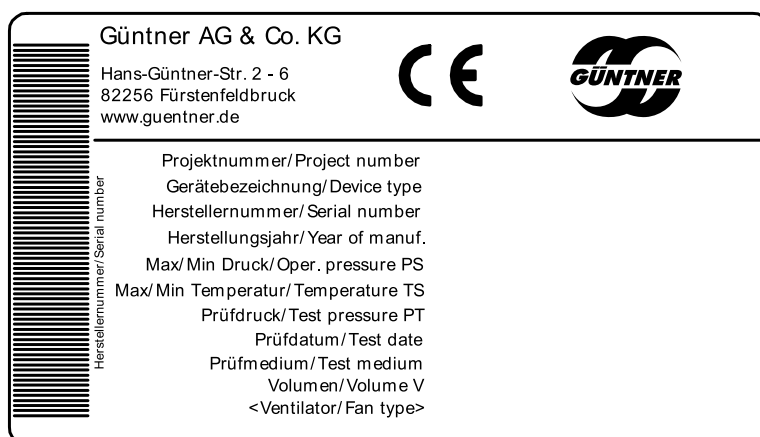 Güntner AG & Co. KG
Hans-Güntner-Str. 2 - 6
82256 Fürstenfeldbruck
www.guentner.de
CE
GÜNTNER
Herstellernummer/Serial number
Projektnummer/Project number
Gerätebezeichnung/Device type
Herstellernummer/Serial number
Herstellungsjahr/Year of manuf.
Max/Min Druck/Oper. pressure PS
Max/Min Temperatur/Temperature TS
Prüfdruck/Test pressure PT
Prüfdatum/Test date
Prüfmedium/Test medium
Volumen/Volume V
<Ventilator/Fan type>